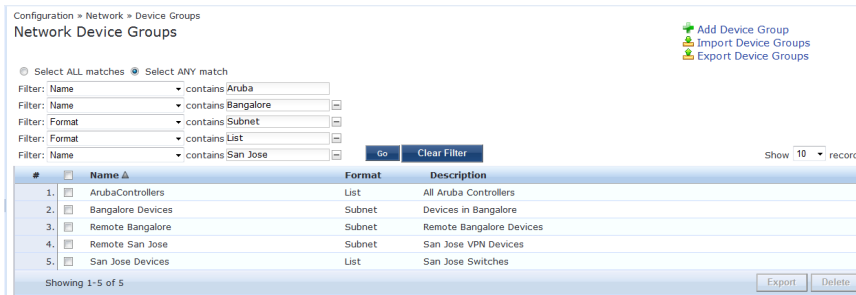 Configuration » Network » Device Groups
Network Device Groups
Add Device Group
Import Device Groups
Export Device Groups
Select ALL matches Select ANY match
Filter: Name contains Aruba
Filter: Name contains Bangalore
Filter: Format contains Subnet
Filter: Format contains List
Filter: Name contains San Jose Go Clear Filter Show 10 record
# Name Format Description
1. ArubaControllers List All Aruba Controllers
2. Bangalore Devices Subnet Devices in Bangalore
3. Remote Bangalore Subnet Remote Bangalore Devices
4. Remote San Jose Subnet San Jose VPN Devices
5. San Jose Devices List San Jose Switches
Showing 1-5 of 5 Export Delete